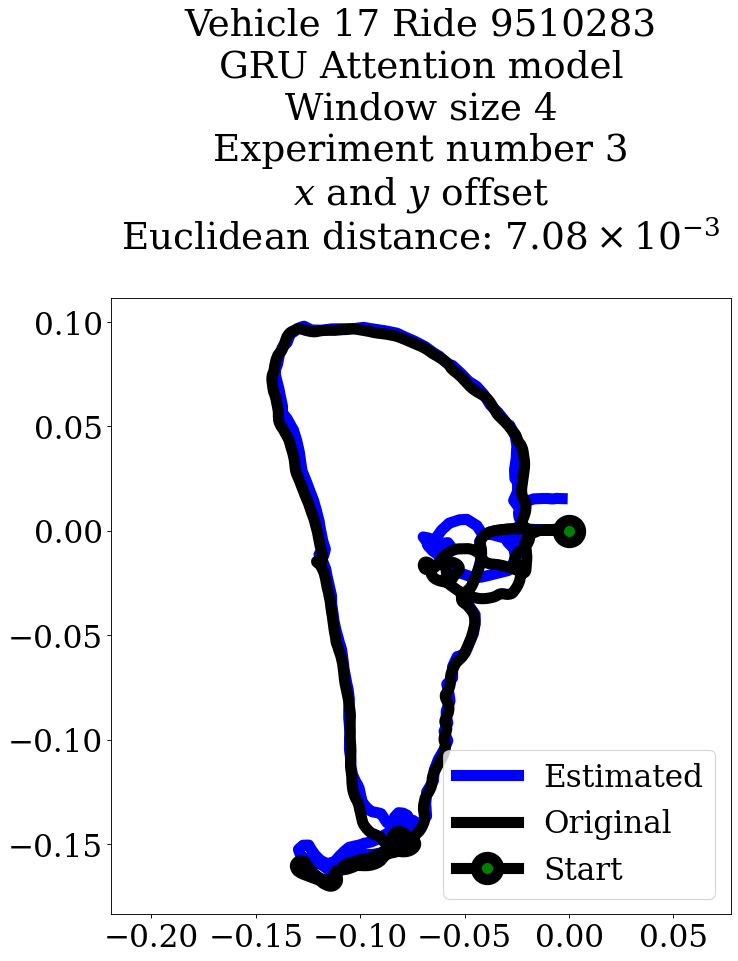 Vehicle 17 Ride 9510283
GRU Attention model
Window size 4
Experiment number 3
x and y offset
Euclidean distance: 7.08 × 10⁻³
0.10
0.05
0.00
−0.05
−0.10
−0.15
Estimated
Original
Start
−0.20 −0.15 −0.10 −0.05 0.00 0.05